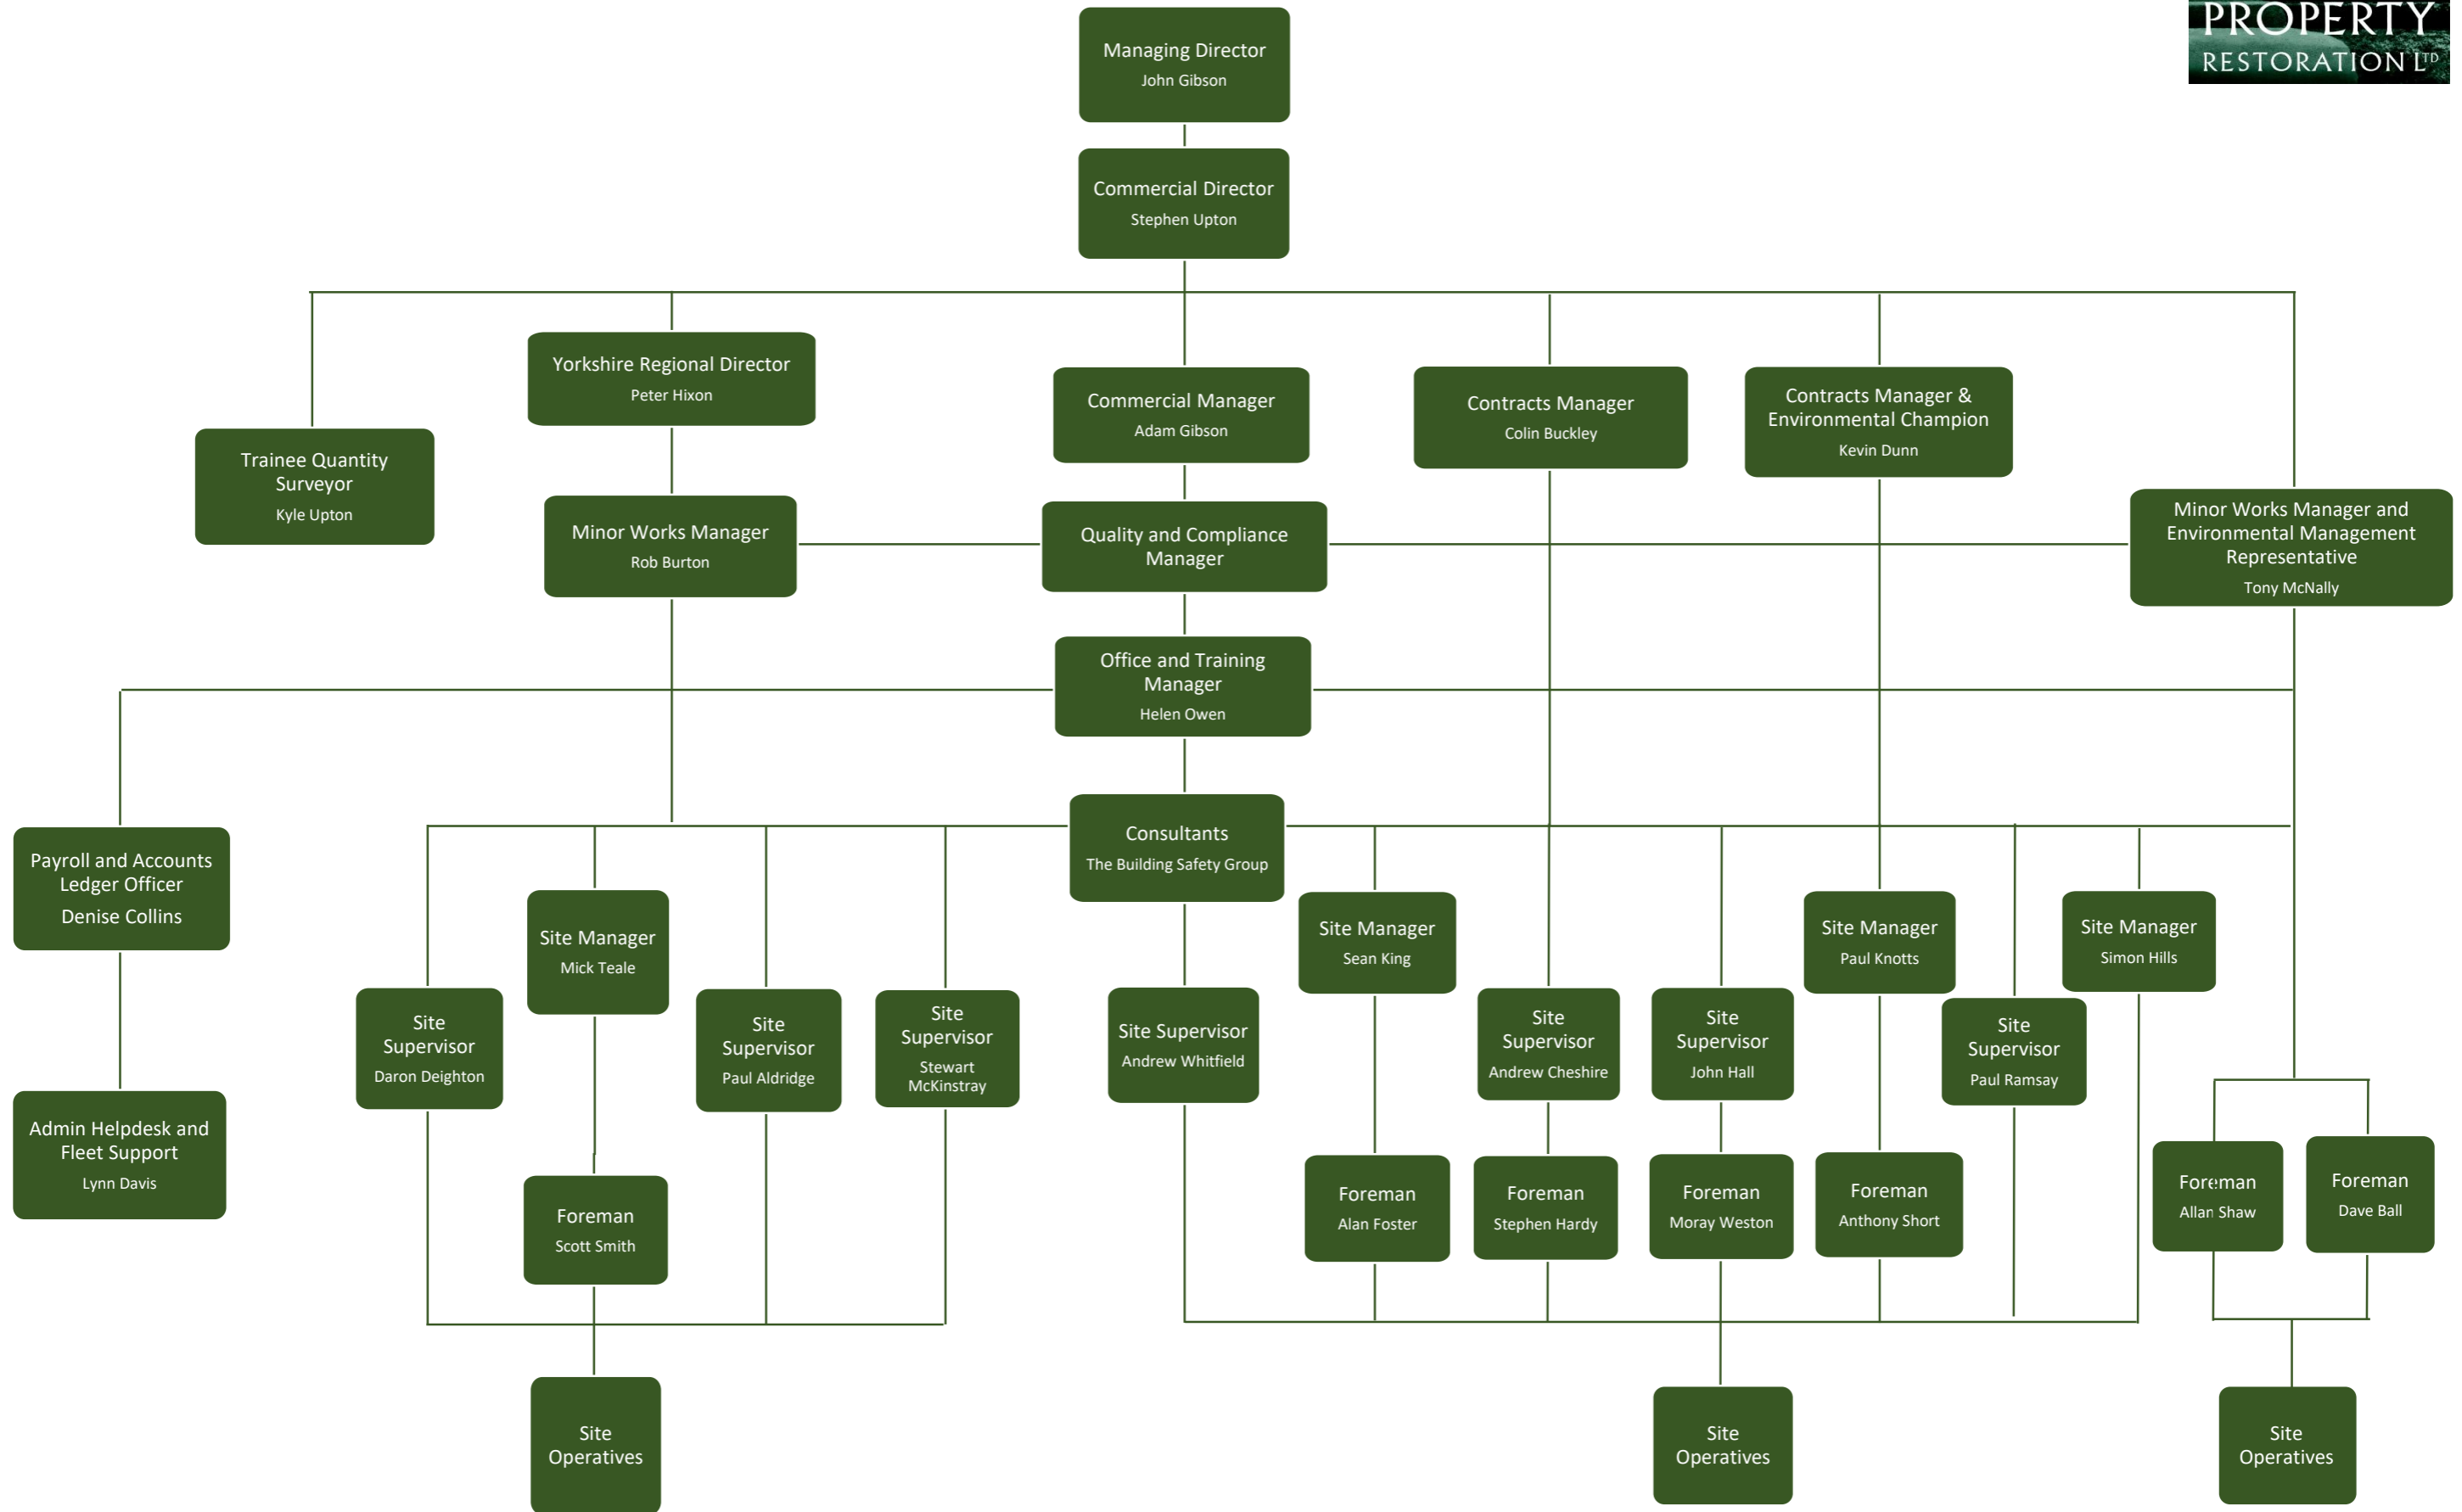 PROPERTY
RESTORATION LTD
Managing Director
John Gibson
Commercial Director
Stephen Upton
Yorkshire Regional Director
Peter Hixon
Commercial Manager
Adam Gibson
Contracts Manager
Colin Buckley
Contracts Manager &
Environmental Champion
Kevin Dunn
Trainee Quantity
Surveyor
Kyle Upton
Minor Works Manager
Rob Burton
Quality and Compliance
Manager
Minor Works Manager and
Environmental Management
Representative
Tony McNally
Office and Training
Manager
Helen Owen
Consultants
The Building Safety Group
Payroll and Accounts
Ledger Officer
Denise Collins
Site Manager
Mick Teale
Site Manager
Sean King
Site Manager
Paul Knotts
Site Manager
Simon Hills
Site
Supervisor
Daron Deighton
Site
Supervisor
Paul Aldridge
Site
Supervisor
Stewart
McKinstray
Site Supervisor
Andrew Whitfield
Site
Supervisor
Andrew Cheshire
Site
Supervisor
John Hall
Site
Supervisor
Paul Ramsay
Admin Helpdesk and
Fleet Support
Lynn Davis
Foreman
Scott Smith
Foreman
Alan Foster
Foreman
Stephen Hardy
Foreman
Moray Weston
Foreman
Anthony Short
Foreman
Allan Shaw
Foreman
Dave Ball
Site
Operatives
Site
Operatives
Site
Operatives